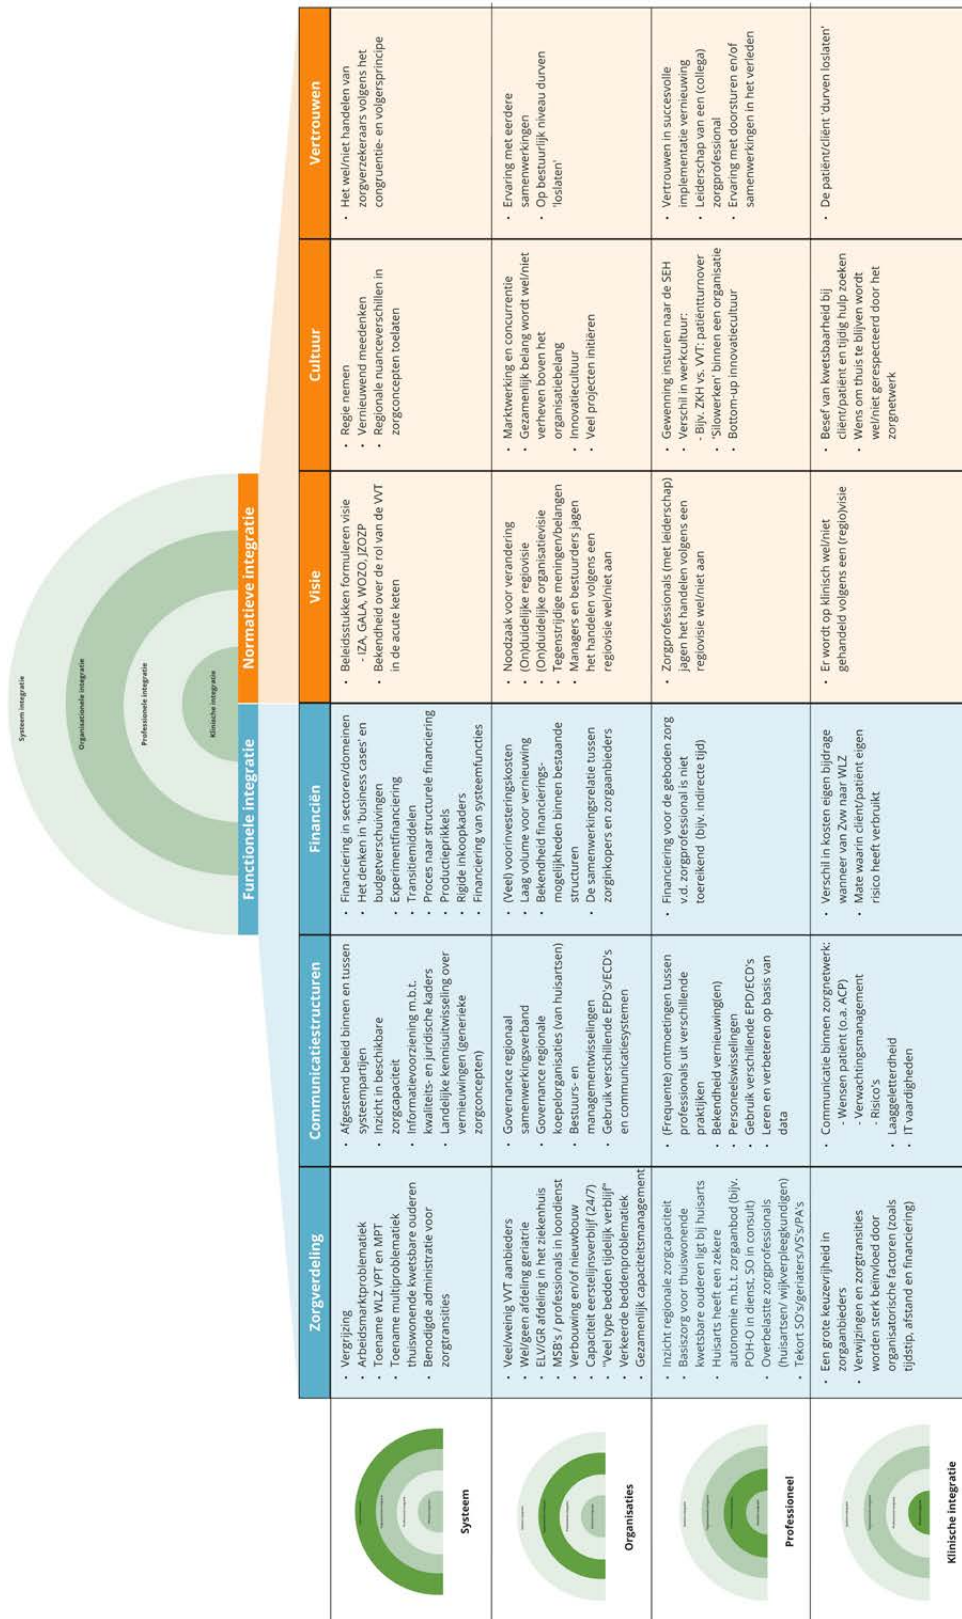 Systeem integratie
Organisationele integratie
Professionele integratie
Klinische integratie
Functionele integratie
Normatieve integratie
Zorgverdeling
Communicatiestructuren
Financiën
Visie
Cultuur
Vertrouwen
Systeem
• Vergrijzing
• Arbeidsmarktproblematiek
• Toename WLZ VPT en MPT
• Toename multiproblematiek
thuiswonende kwetsbare ouderen
• Benodigde administratie voor
zorgtransities
• Afgestemd beleid binnen en tussen
systeempartijen
• Inzicht in beschikbare
zorgcapaciteit
• Informatievoorziening m.b.t.
kwaliteits- en juridische kaders
• Landelijke kennisuitwisseling over
vernieuwingen (generieke
zorgconcepten)
• Financiering in sectoren/domeinen
• Het denken in 'business cases' en
budgetverschuivingen
• Experimentfinanciering
• Transitiemiddelen
• Proces naar structurele financiering
• Productieprikkels
• Rigide inkoopkaders
• Financiering van systeemfuncties
• Beleidsstukken formuleren visie
- IZA, GALA, WOZO, JZOZP
• Bekendheid over de rol van de VVT
in de acute keten
• Regie nemen
• Vernieuwend meedenken
• Regionale nuanceverschillen in
zorgconcepten toelaten
• Het wel/niet handelen van
zorgverzekeraars volgens het
congruentie- en volgersprincipe
Organisaties
• Veel/weinig VVT aanbieders
• Wel/geen afdeling geriatrie
• ELV/GR afdeling in het ziekenhuis
• MSB's / professionals in loondienst
• Verbouwing en/of nieuwbouw
• Capaciteit eerstelijnsverblijf (24/7)
• "Veel type bedden tijdelijk verblijf"
• Verkeerde beddenproblematiek
• Gezamenlijk capaciteitsmanagement
• Governance regionaal
samenwerkingsverband
• Governance regionale
koepelorganisaties (van huisartsen)
• Bestuurs- en
managementwisselingen
• Gebruik verschillende EPD's/ECD's
en communicatiesystemen
• (Veel) voorinvesteringskosten
• Laag volume voor vernieuwing
• Bekendheid financierings-
mogelijkheden binnen bestaande
structuren
• De samenwerkingsrelatie tussen
zorginkopers en zorgaanbieders
• Noodzaak voor verandering
• (On)duidelijke regiovisie
• (On)duidelijke organisatievisie
• Tegenstrijdige meningen/belangen
• Managers en bestuurders jagen
het handelen volgens een
regiovisie wel/niet aan
• Marktwerking en concurrentie
• Gezamenlijk belang wordt wel/niet
verheven boven het
organisatiebelang
• Innovatiecultuur
• Veel projecten initiëren
• Ervaring met eerdere
samenwerkingen
• Op bestuurlijk niveau durven
'loslaten'
Professioneel
• Inzicht regionale zorgcapaciteit
• Basiszorg voor thuiswonende
kwetsbare ouderen ligt bij huisarts
• Huisarts heeft een zekere
autonomie m.b.t. zorgaanbod (bijv.
POH-O in dienst, SO in consult)
• Overbelastte zorgprofessionals
(huisartsen/ wijkverpleegkundigen)
• Tekort SO's/geriaters/VS's/PA's
• (Frequente) ontmoetingen tussen
professionals uit verschillende
praktijken
• Bekendheid vernieuwing(en)
• Personeelswisselingen
• Gebruik verschillende EPD/ECD's
• Leren en verbeteren op basis van
data
• Financiering voor de geboden zorg
v.d. zorgprofessional is niet
toereikend (bijv. indirecte tijd)
• Zorgprofessionals (met leiderschap)
jagen het handelen volgens een
regiovisie wel/niet aan
• Gewenning insturen naar de SEH
• Verschil in werkcultuur:
- Bijv. ZKH vs. VVT: patiëntturnover
• 'Silowerken' binnen een organisatie
• Bottom-up innovatiecultuur
• Vertrouwen in succesvolle
implementatie vernieuwing
• Leiderschap van een (collega)
zorgprofessional
• Ervaring met doorsturen en/of
samenwerkingen in het verleden
Klinische integratie
• Een grote keuzevrijheid in
zorgaanbieders
• Verwijzingen en zorgtransities
worden sterk beïnvloed door
organisatorische factoren (zoals
tijdstip, afstand en financiering)
• Communicatie binnen zorgnetwerk:
- Wensen patiënt (o.a. ACP)
- Verwachtingsmanagement
- Risico's
• Laaggeletterdheid
• IT vaardigheden
• Verschil in kosten eigen bijdrage
wanneer van Zvw naar WLZ
• Mate waarin cliënt/patiënt eigen
risico heeft verbruikt
• Er wordt op klinisch wel/niet
gehandeld volgens een (regio)visie
• Besef van kwetsbaarheid bij
cliënt/patiënt en tijdig hulp zoeken
• Wens om thuis te blijven wordt
wel/niet gerespecteerd door het
zorgnetwerk
• De patiënt/cliënt 'durven loslaten'